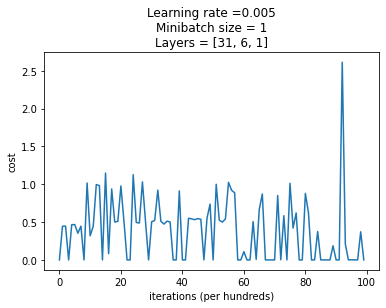 Learning rate =0.005
Minibatch size = 1
Layers = [31, 6, 1]
2.5
2.0
1.5
1.0
0.5
0.0
cost
0
20
40
60
80
100
iterations (per hundreds)